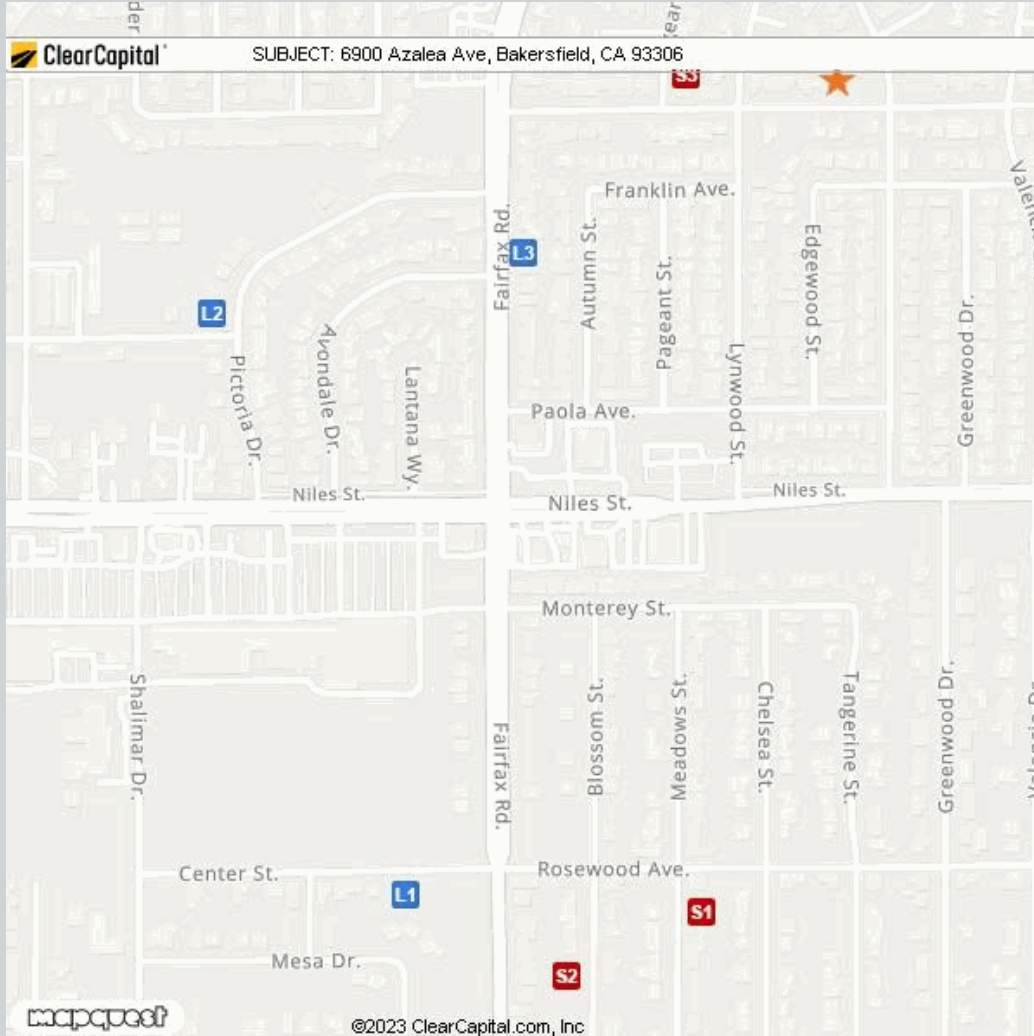 der
ear
ClearCapital
SUBJECT: 6900 Azalea Ave, Bakersfield, CA 93306
S3
Franklin Ave.
Fairfax Rd.
L3
Autumn St.
Pageant St.
Edgewood St.
L2
Pictoria Dr.
Avondale Dr.
Lantana Wy.
Lynwood St.
Greenwood Dr.
Paola Ave.
Niles St.
Niles St.
Niles St.
Monterey St.
Shalimar Dr.
Fairfax Rd.
Blossom St.
Meadows St.
Chelsea St.
Tangerine St.
Greenwood Dr.
Center St.
Rosewood Ave.
L1
S1
Mesa Dr.
S2
mapquest
©2023 ClearCapital.com, Inc